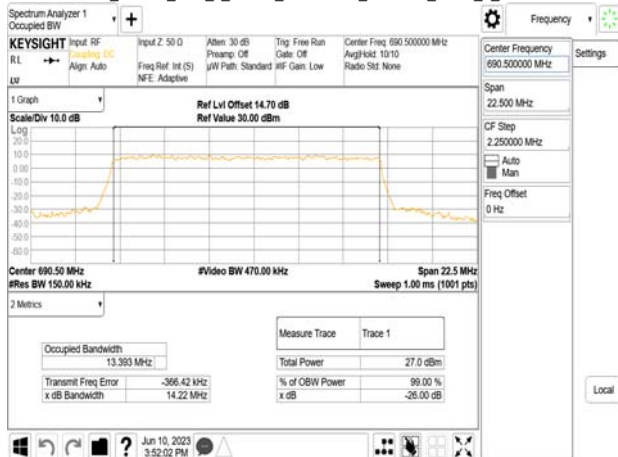 Spectrum Analyzer 1
Occupied BW
+
Frequency
KEYSIGHT
RL
Input: RF
Coupling: DC
Align: Auto
Input Z: 50 Ω
Freq Ref: Int (S)
NFE: Adaptive
Atten: 30 dB
Preamp: Off
µW Path: Standard
Trig: Free Run
Gate: Off
#IF Gain: Low
Center Freq: 690.500000 MHz
Avg|Hold: 10/10
Radio Std: None
Center Frequency
690.500000 MHz
Settings
Span
22.500 MHz
CF Step
2.250000 MHz
Auto
Man
Freq Offset
0 Hz
1 Graph
Scale/Div 10.0 dB
Ref Lvl Offset 14.70 dB
Ref Value 30.00 dBm
Log
20.0
10.0
0.00
-10.0
-20.0
-30.0
-40.0
-50.0
-60.0
Center 690.50 MHz
#Res BW 150.00 kHz
#Video BW 470.00 kHz
Span 22.5 MHz
Sweep 1.00 ms (1001 pts)
2 Metrics
Measure Trace
Trace 1
Occupied Bandwidth
13.393 MHz
Total Power
27.0 dBm
Transmit Freq Error
-366.42 kHz
% of OBW Power
99.00 %
x dB Bandwidth
14.22 MHz
x dB
-26.00 dB
Local
?
Jun 10, 2023
3:52:02 PM